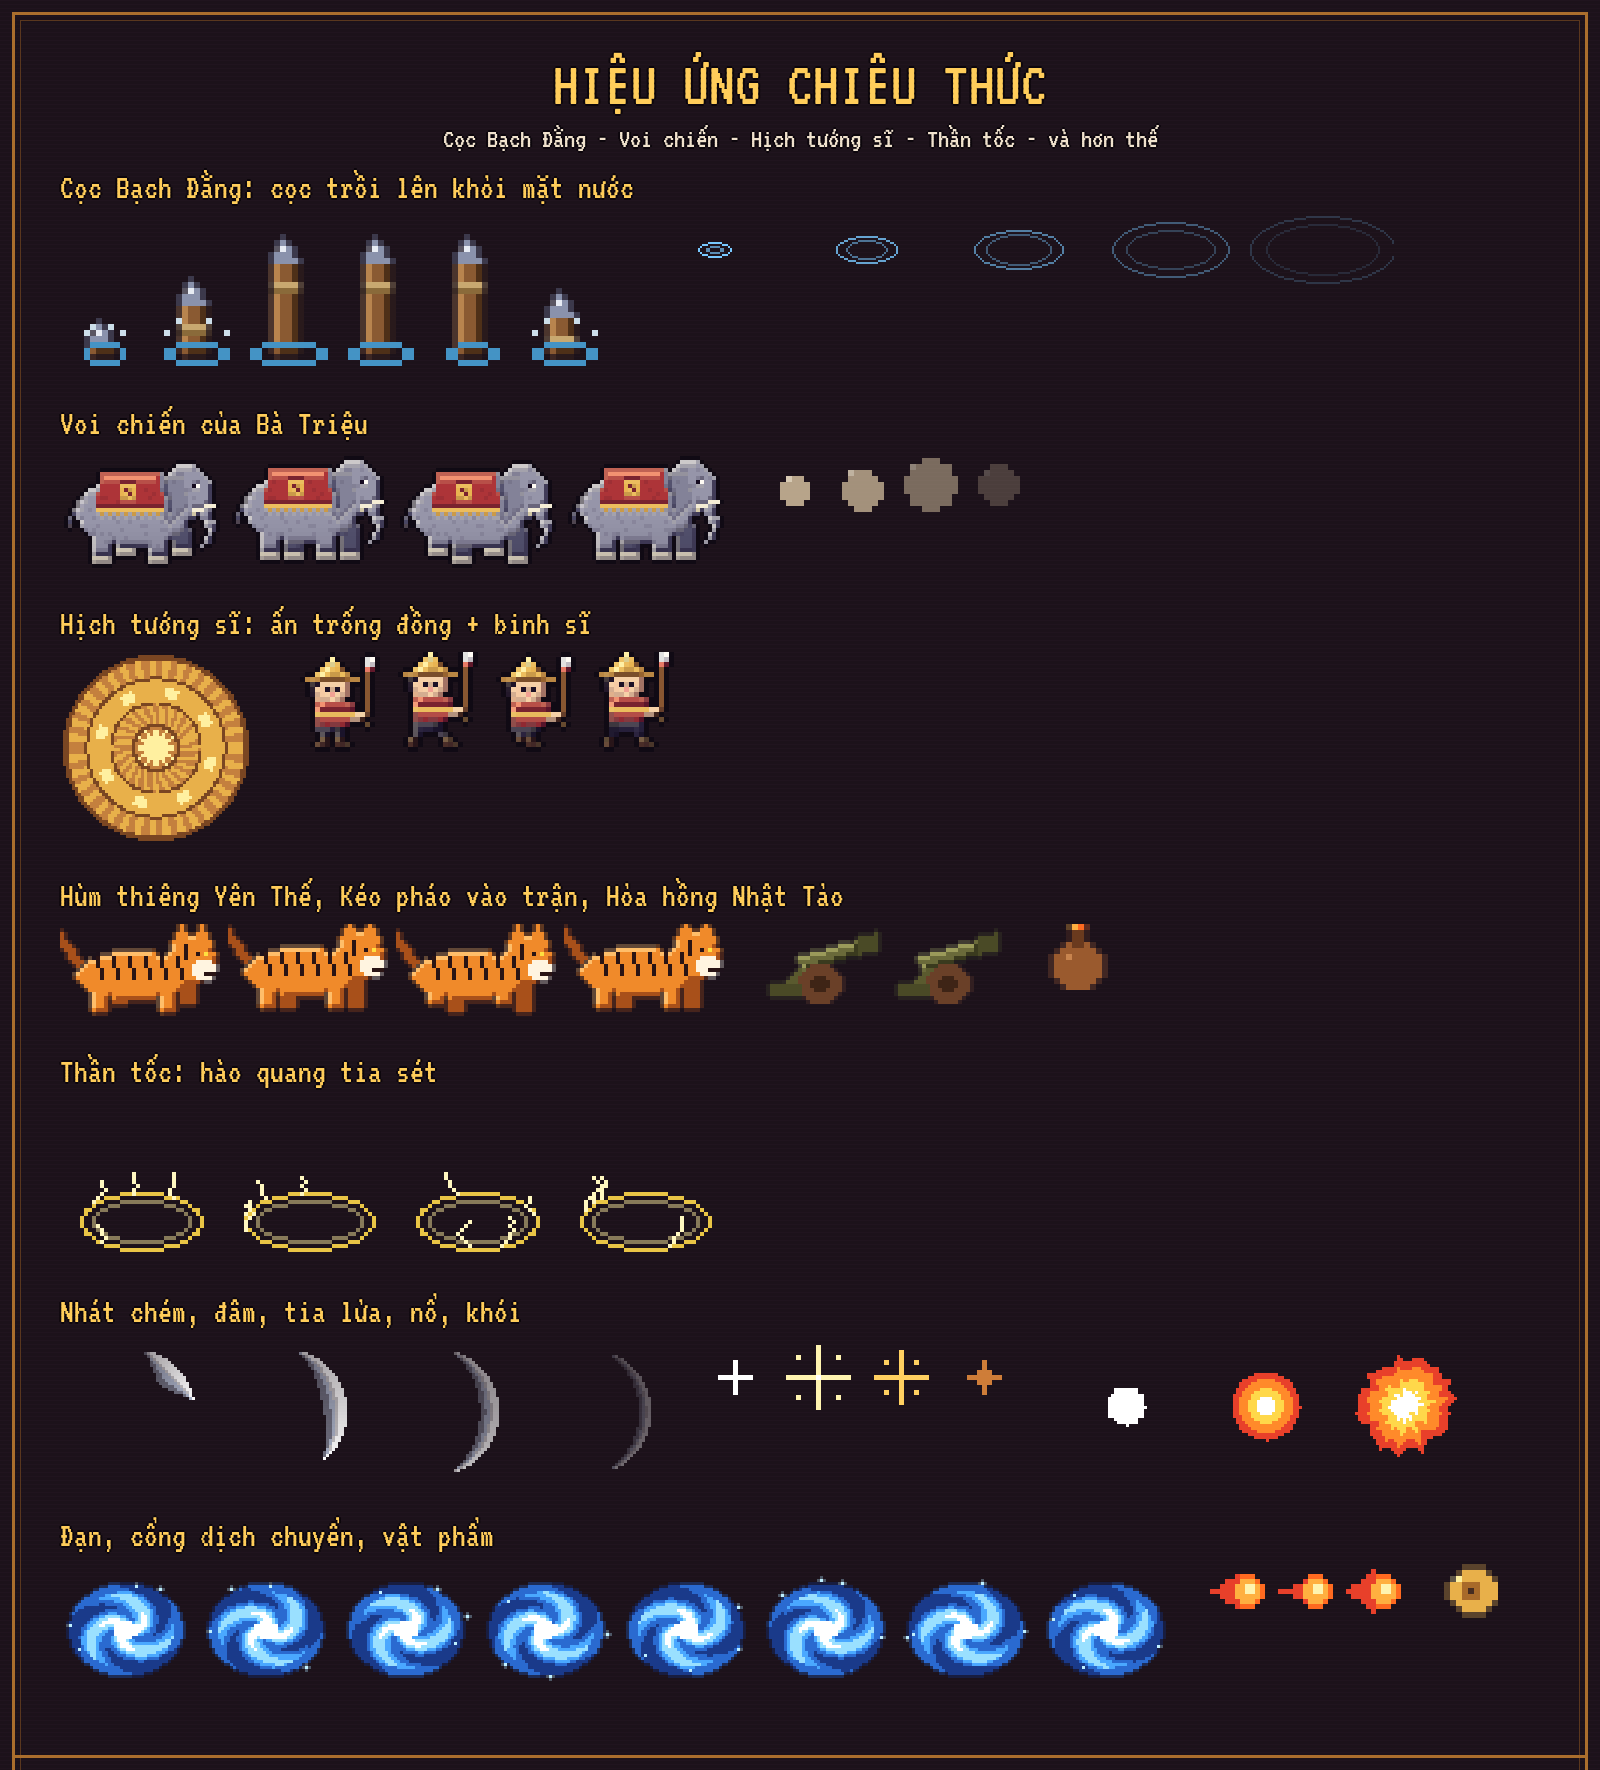 HIỆU ỨNG CHIÊU THỨC
Cọc Bạch Đằng - Voi chiến - Hịch tướng sĩ - Thần tốc - và hơn thế
Cọc Bạch Đằng: cọc trồi lên khỏi mặt nước
Voi chiến của Bà Triệu
Hịch tướng sĩ: ấn trống đồng + binh sĩ
Hùm thiêng Yên Thế, Kéo pháo vào trận, Hỏa hồng Nhật Tảo
Thần tốc: hào quang tia sét
Nhát chém, đâm, tia lửa, nổ, khói
Đạn, cổng dịch chuyển, vật phẩm